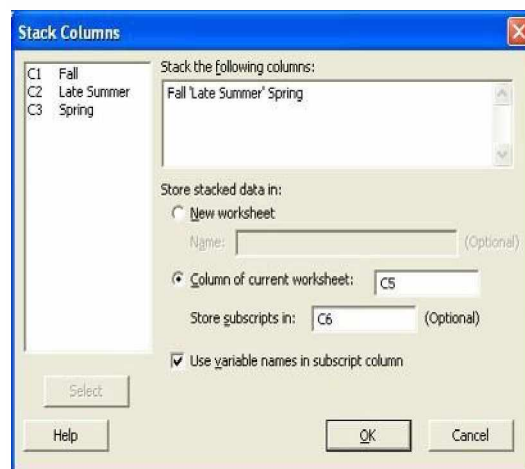 Stack Columns
C1 Fall
C2 Late Summer
C3 Spring
Stack the following columns:
Fall 'Late Summer' Spring
Store stacked data in:
New worksheet
Name: (Optional)
Column of current worksheet: C5
Store subscripts in: C6 (Optional)
Use variable names in subscript column
Select
Help OK Cancel